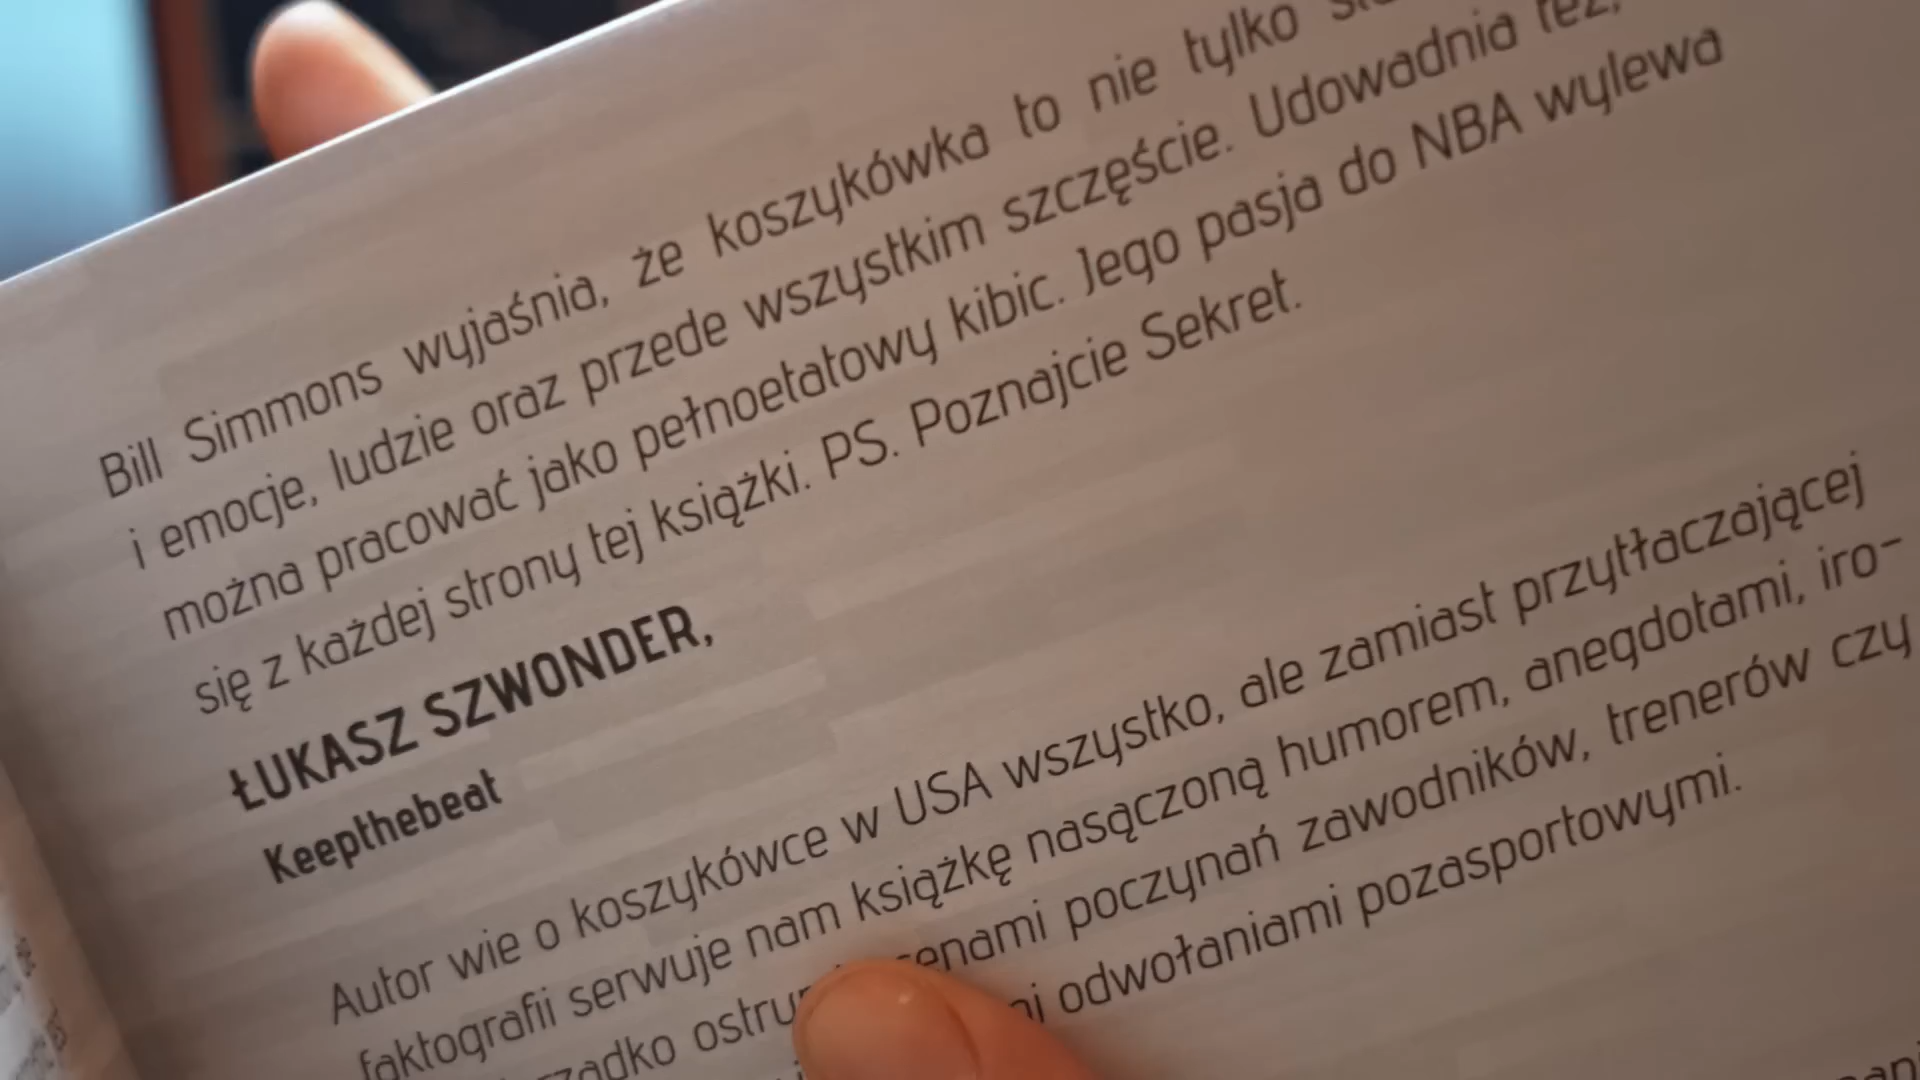 Bill Simmons wyjaśnia, że koszykówka to nie tylko
i emocje, ludzie oraz przede wszystkim szczęście. Udowadnia też,
można pracować jako pełnoetatowy kibic. Jego pasja do NBA wylewa
się z każdej strony tej książki. PS. Poznajcie Sekret.
ŁUKASZ SZWONDER,
Keepthebeat
Autor wie o koszykówce w USA wszystko, ale zamiast przytłaczającej
faktografii serwuje nam książkę nasączoną humorem, anegdotami, iro-
poczynań zawodników, trenerów czy
odwołaniami pozasportowymi.